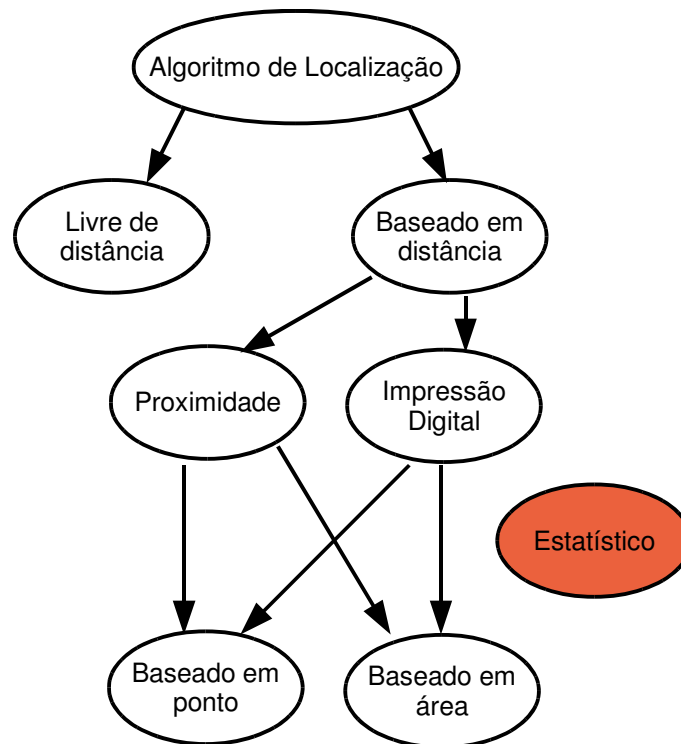 Algoritmo de Localização
Livre de
distância
Baseado em
distância
Proximidade
Impressão
Digital
Estatístico
Baseado em
ponto
Baseado em
área